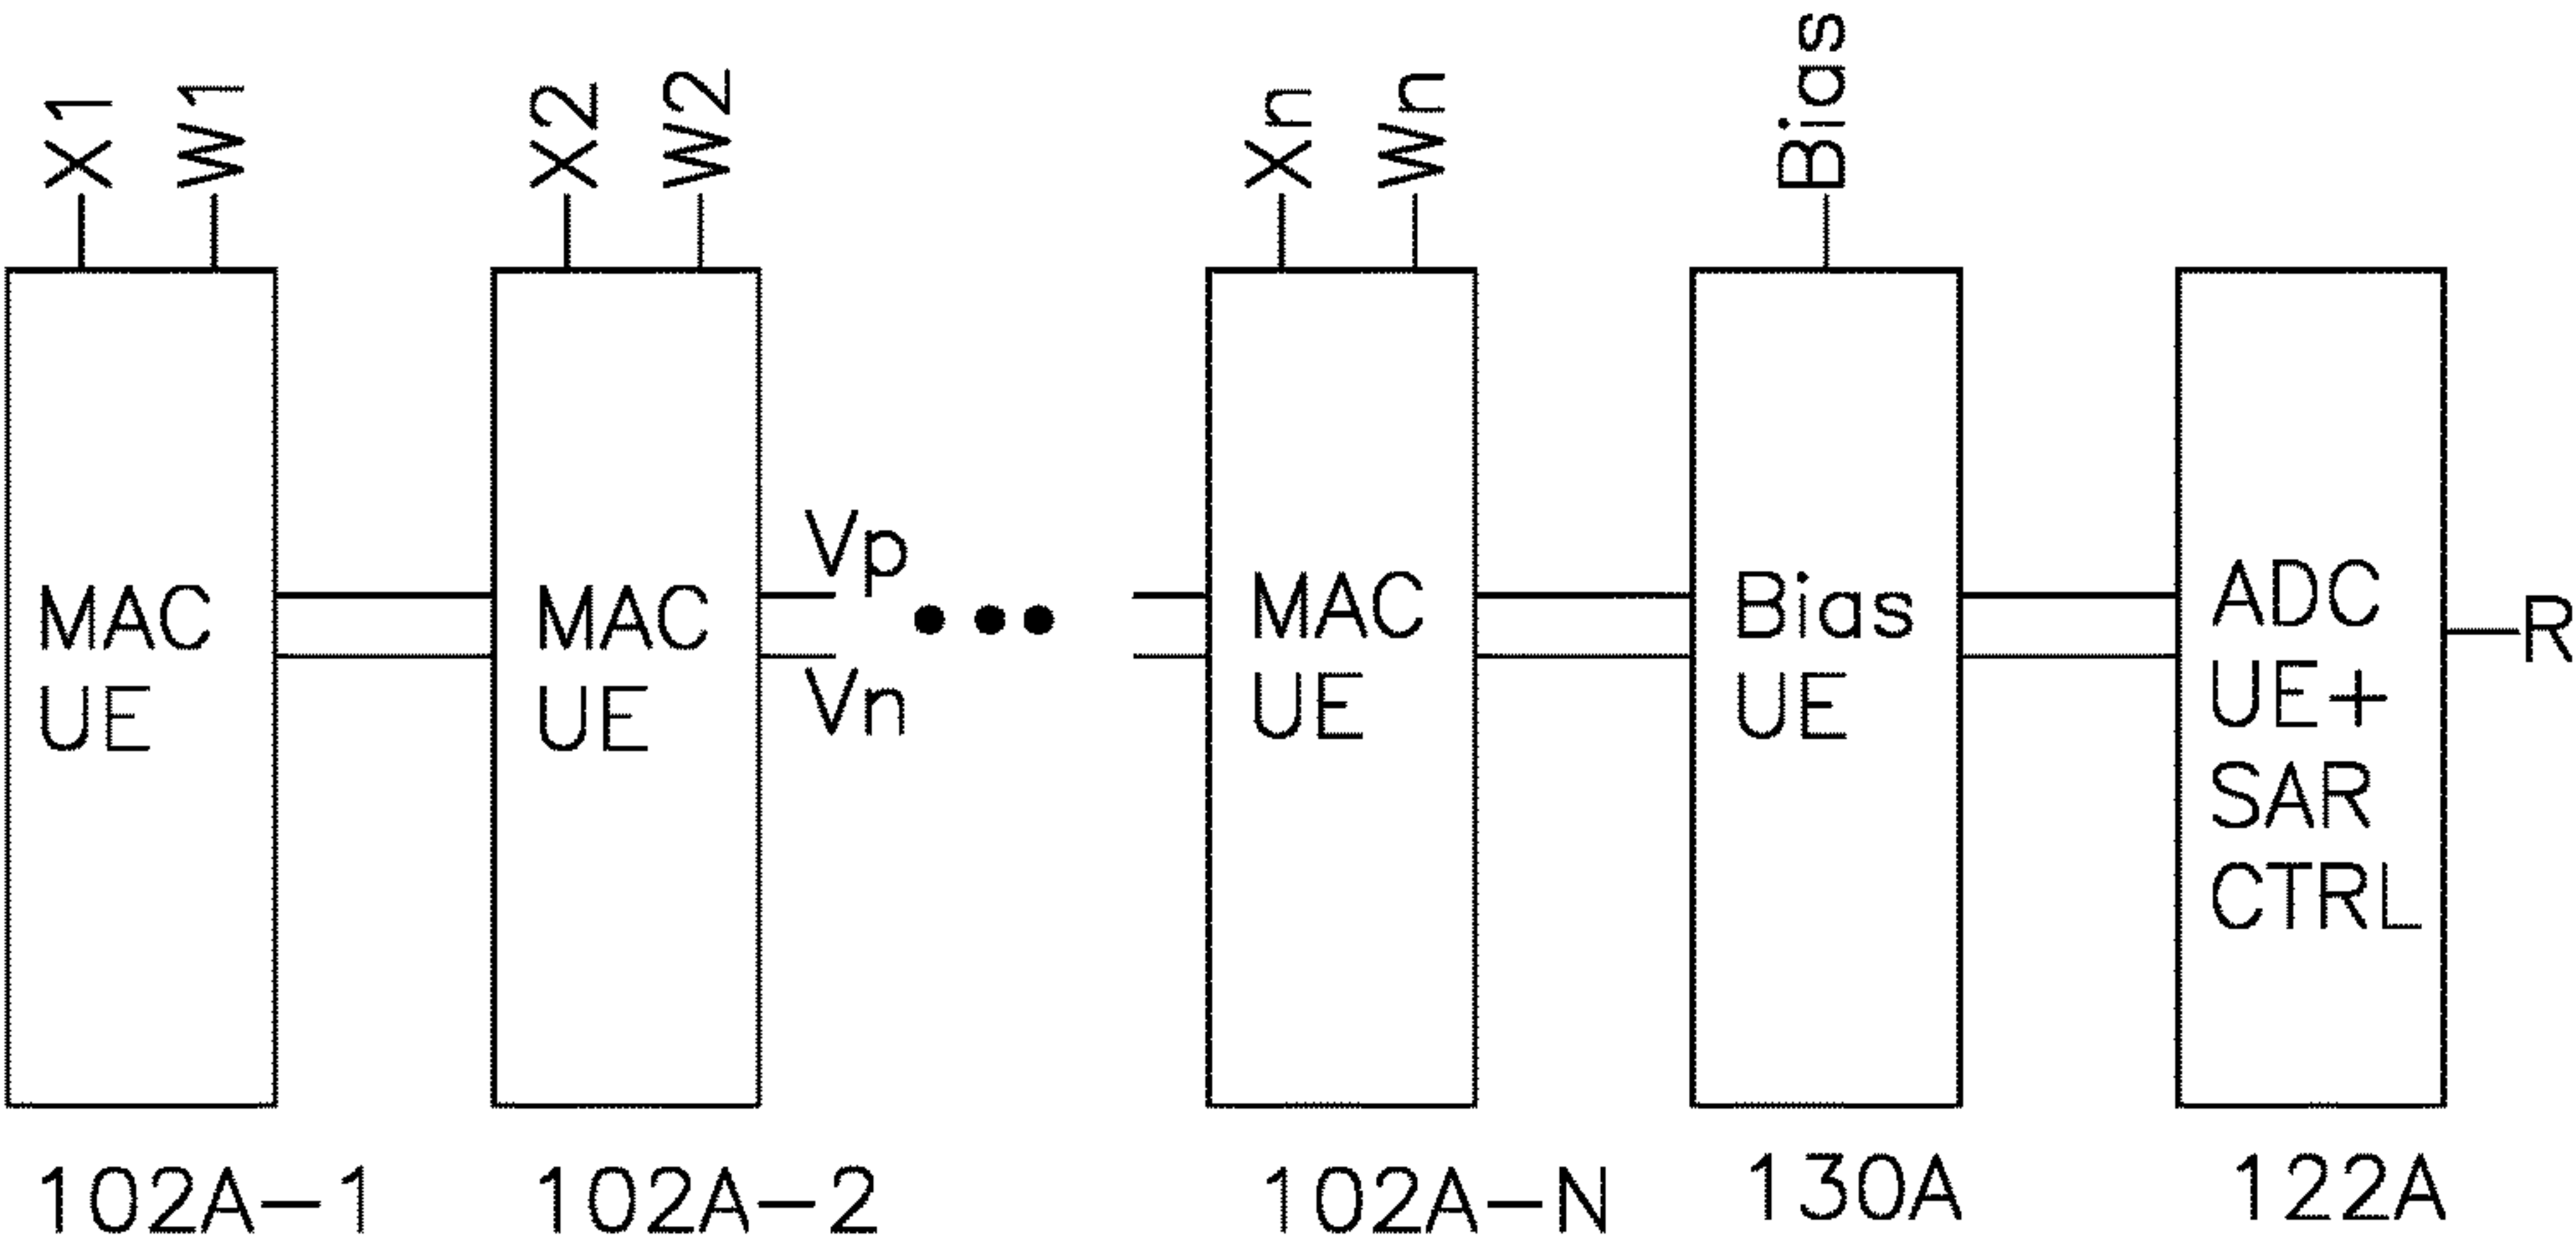 X1
W1
X2
W2
Xn
Wn
Bias
MAC
UE
MAC
UE
Vp
Vn
MAC
UE
Bias
UE
ADC
UE+
SAR
CTRL
R
102A-1
102A-2
102A-N
130A
122A